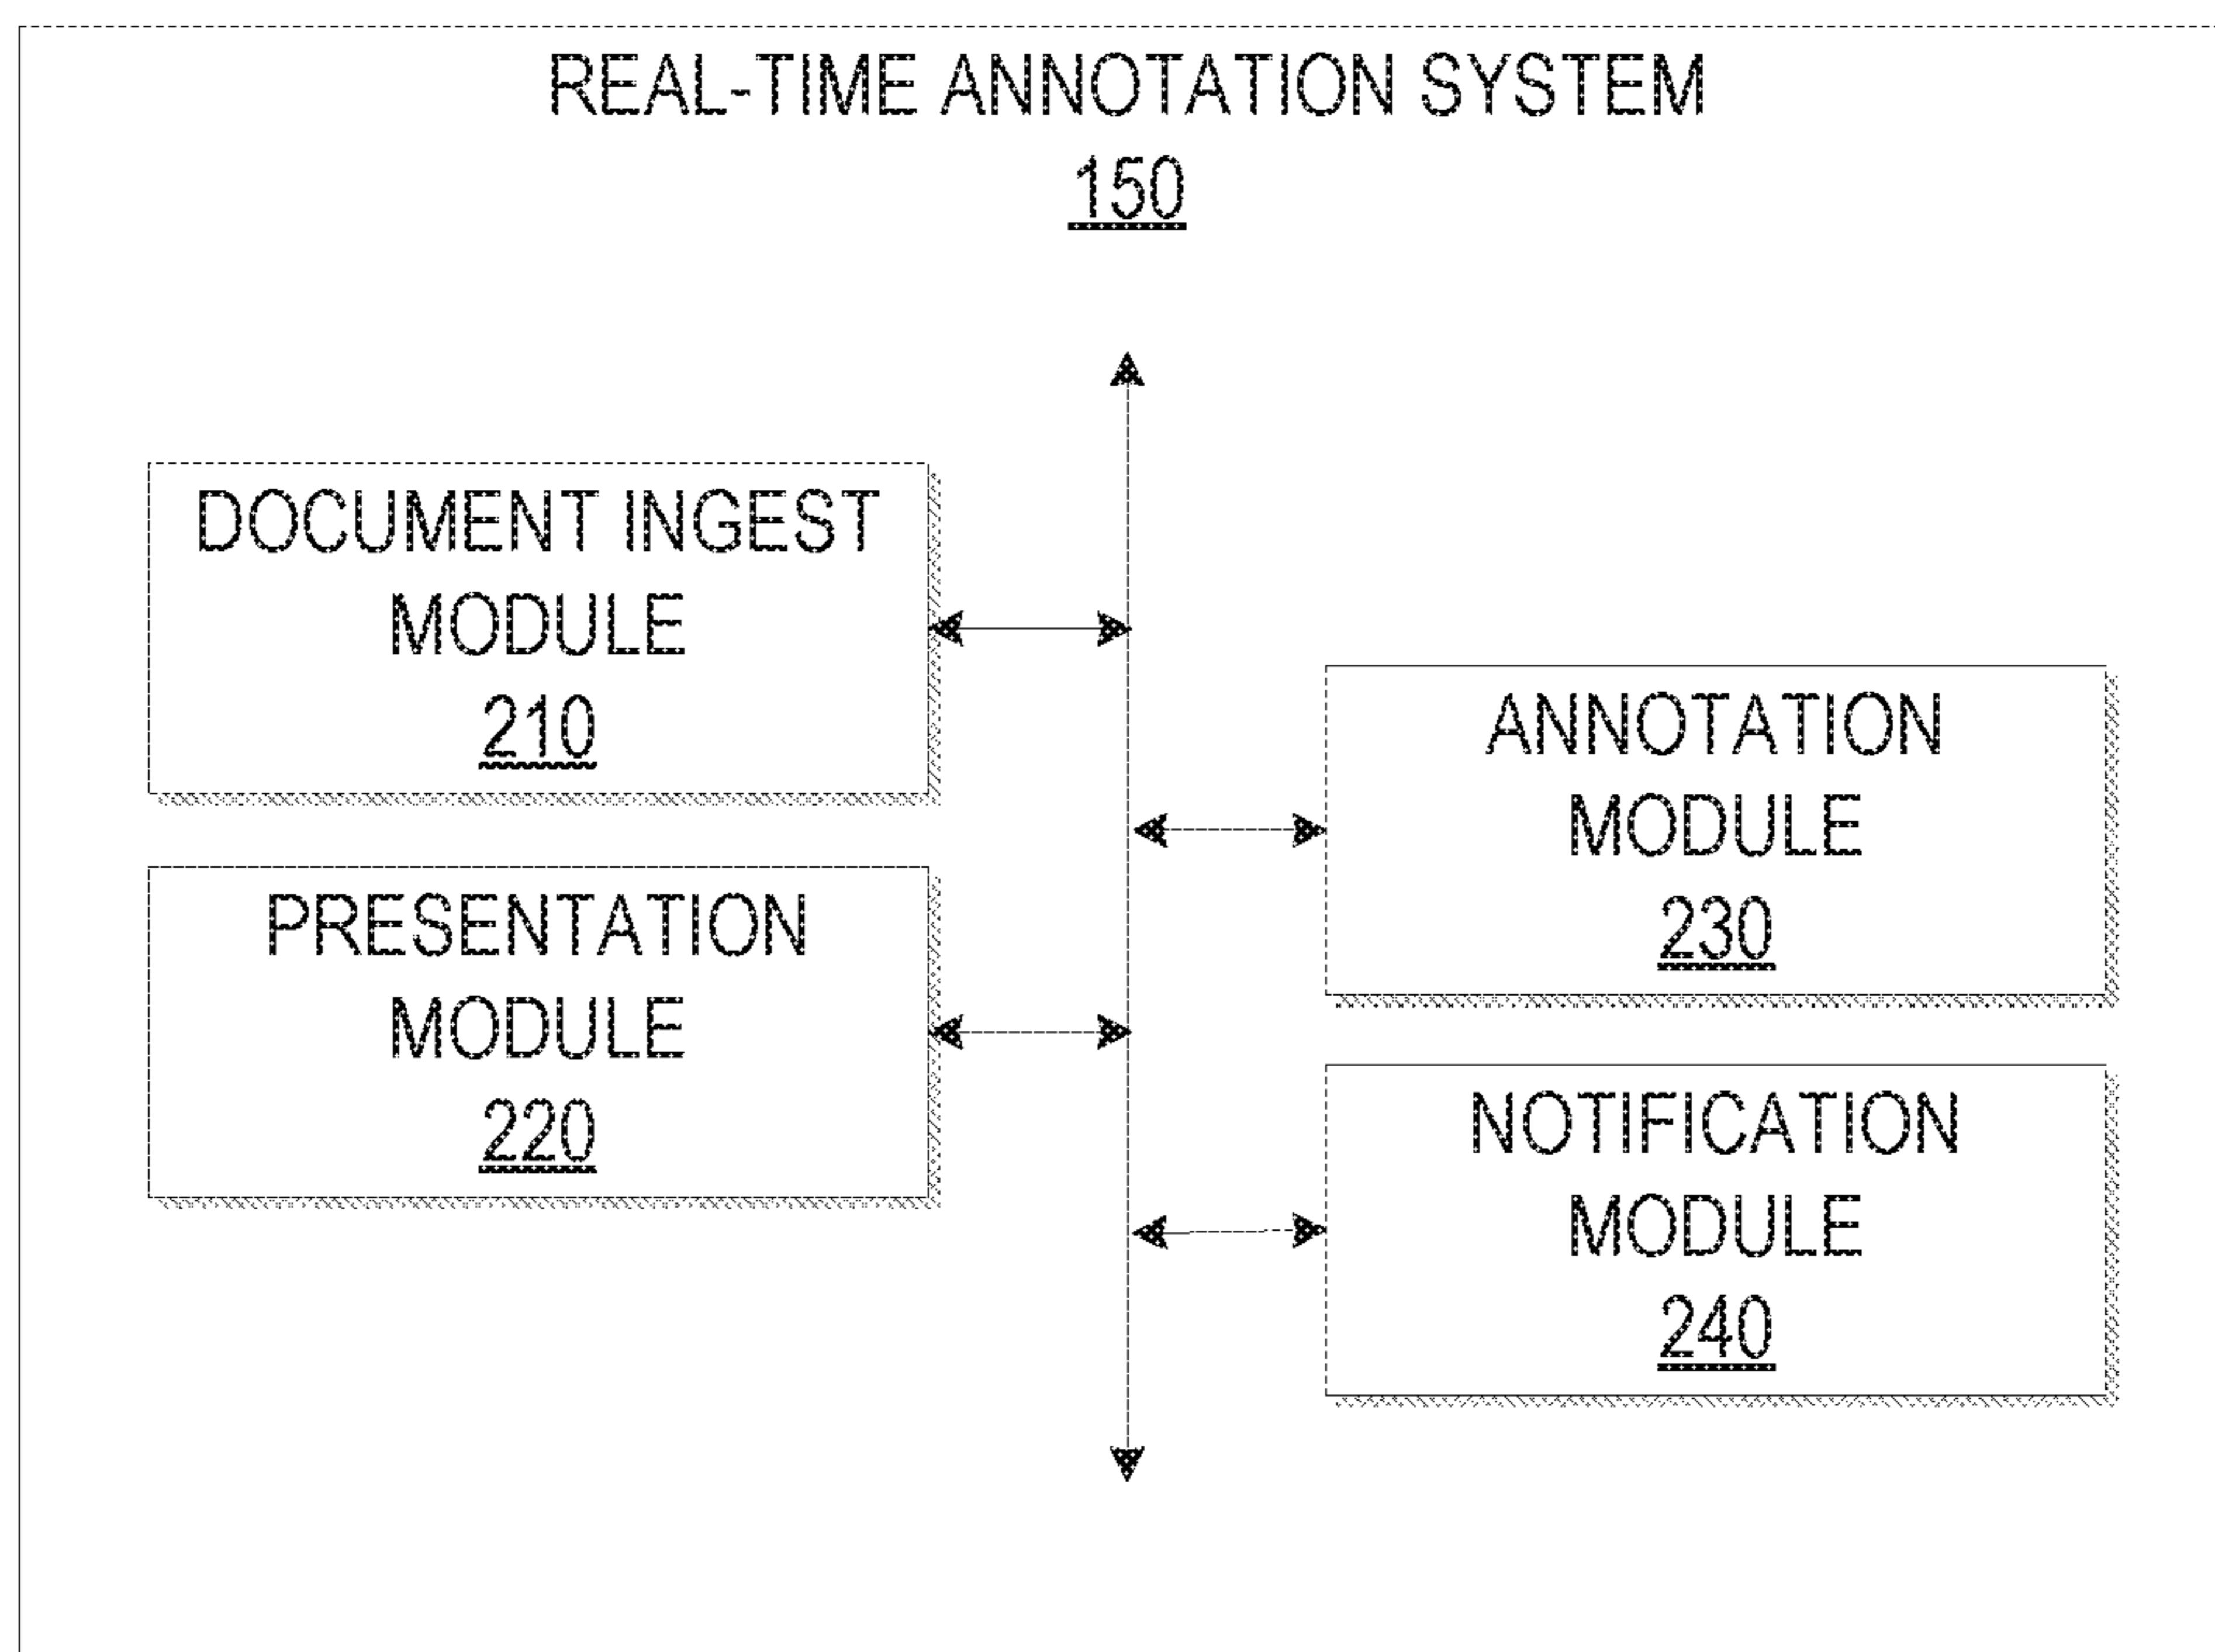 REAL-TIME ANNOTATION SYSTEM
150
DOCUMENT INGEST
MODULE
210
PRESENTATION
MODULE
220
ANNOTATION
MODULE
230
NOTIFICATION
MODULE
240